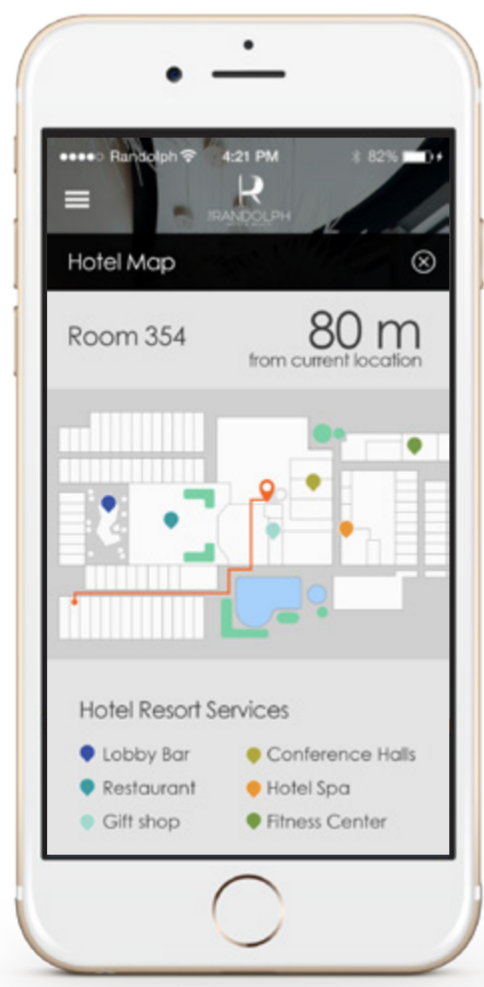 Randolph 4:21 PM 82%
R
THE RANDOLPH
Hotel Map
Room 354
80 m
from current location
Hotel Resort Services
Lobby Bar
Conference Halls
Restaurant
Hotel Spa
Gift shop
Fitness Center